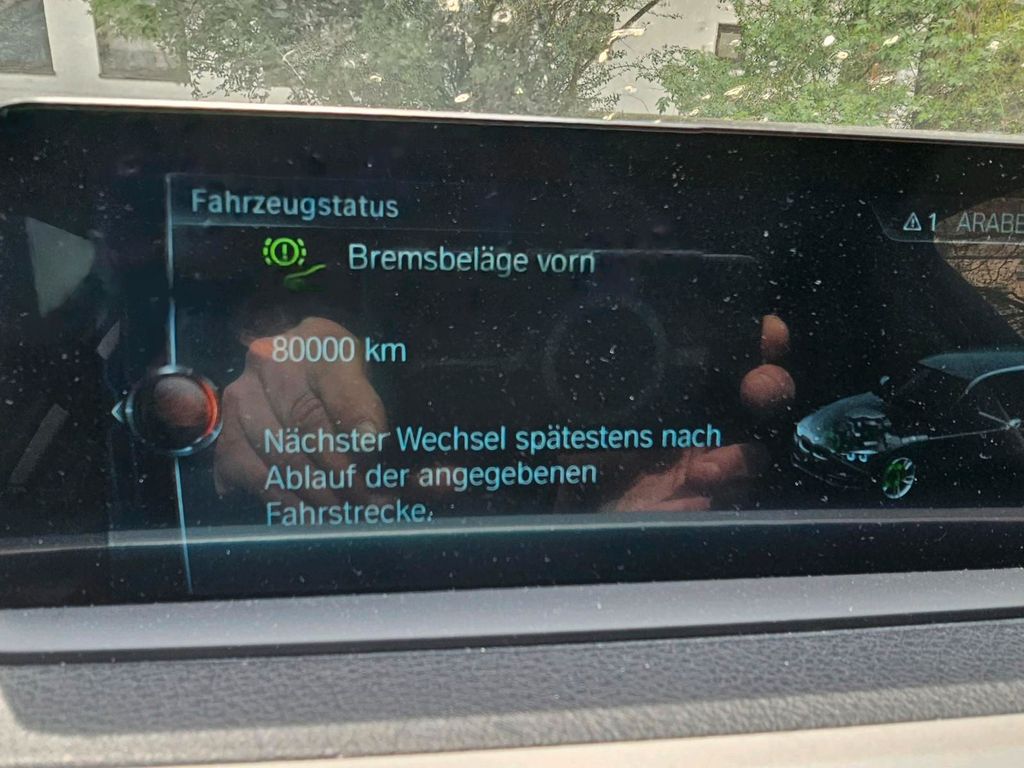 Fahrzeugstatus
1 ARABE
Bremsbeläge vorn
80000 km
Nächster Wechsel spätestens nach
Ablauf der angegebenen
Fahrstrecke.